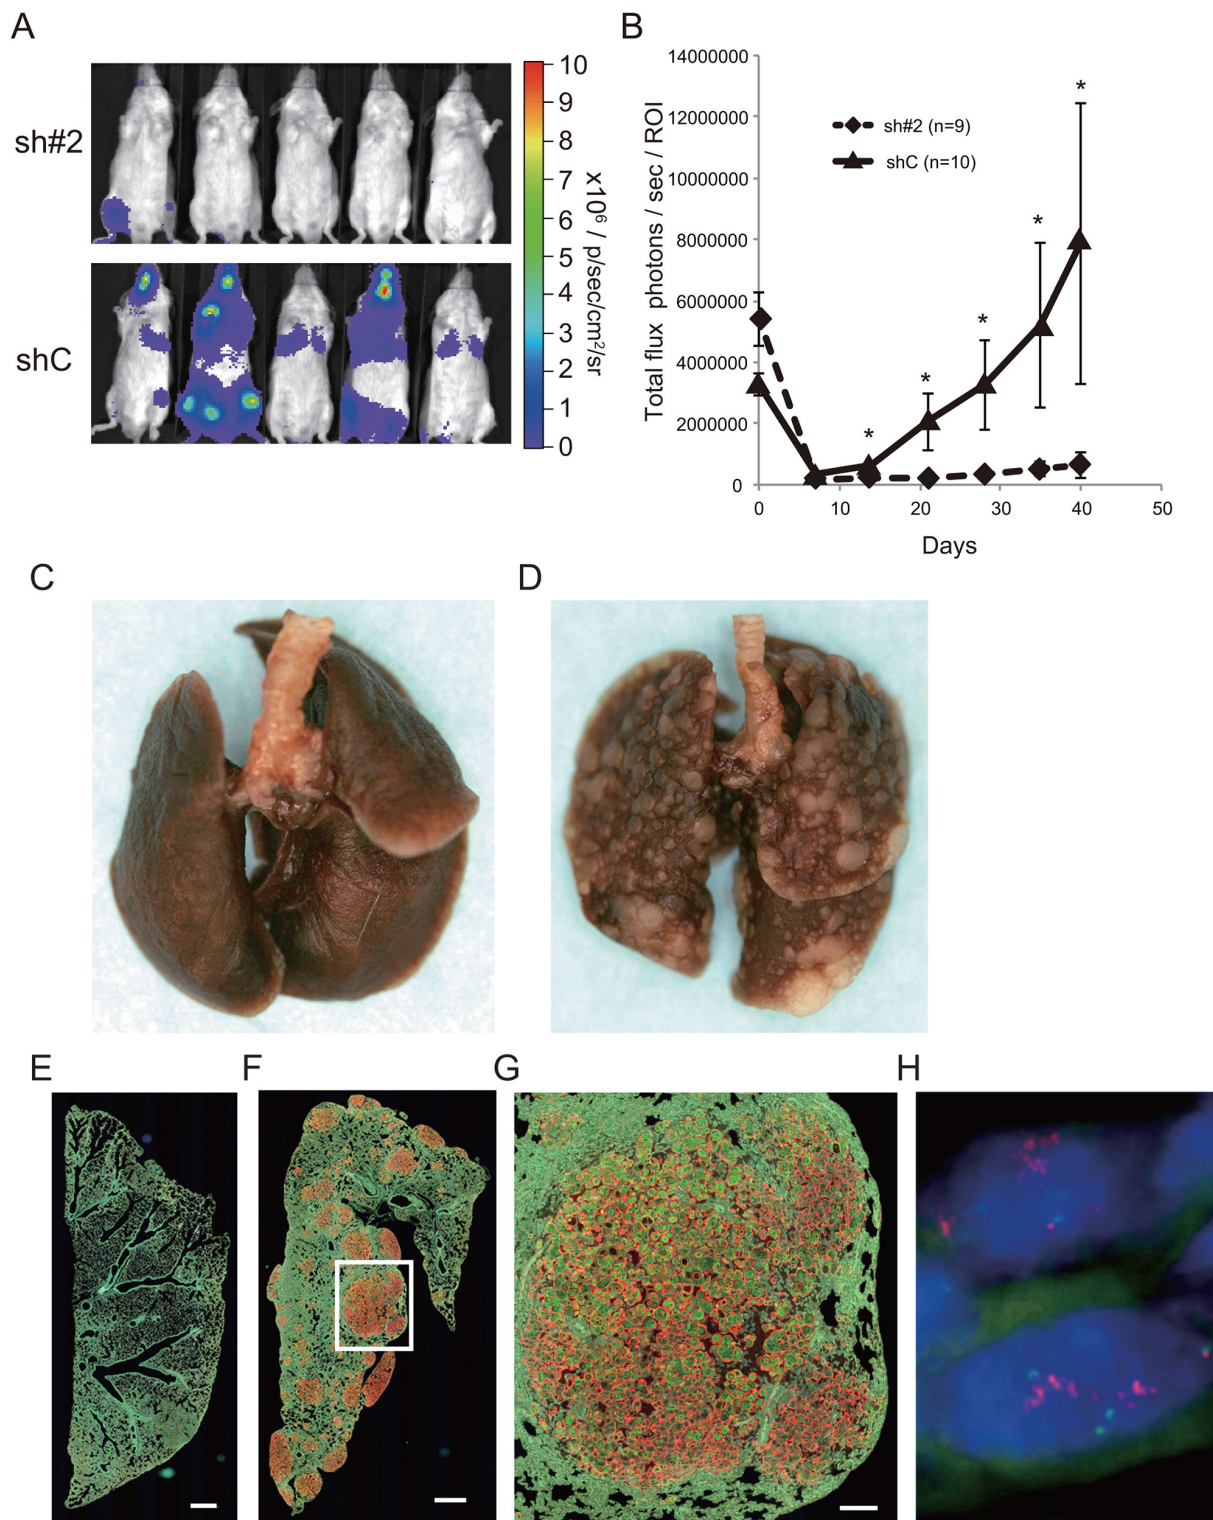 A
sh#2
shC
10
9
8
7
6
5
4
3
2
1
0
x10⁶ / p/sec/cm²/sr
B
Total flux photons / sec / ROI
14000000
12000000
10000000
8000000
6000000
4000000
2000000
0
sh#2 (n=9)
shC (n=10)
*
*
*
*
*
*
0 10 20 30 40 50
Days
C
D
E
F
G
H